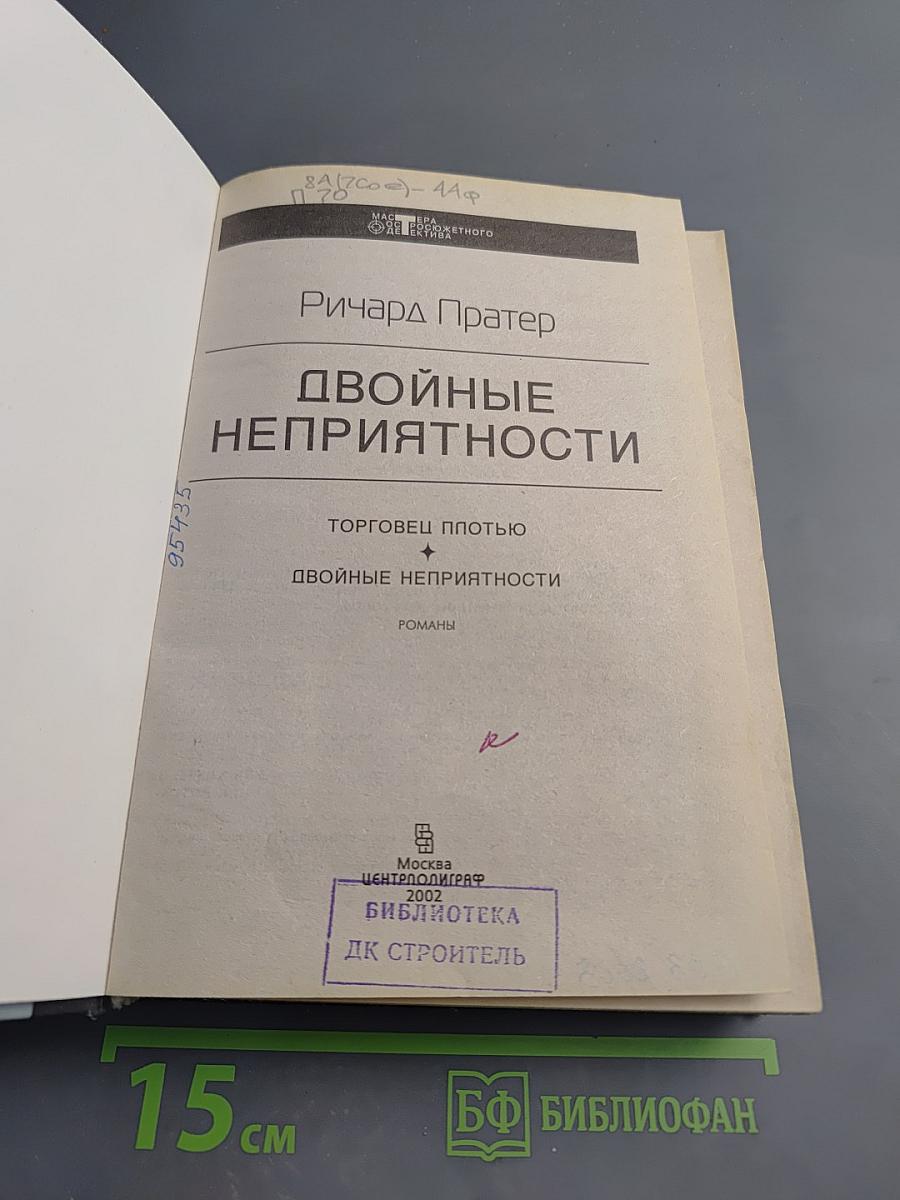 8А(7Сое)-44ф
П 70
МАСТЕРА
ОСТРОСЮЖЕТНОГО
ДЕТЕКТИВА
Ричард Пратер
ДВОЙНЫЕ
НЕПРИЯТНОСТИ
95435
ТОРГОВЕЦ ПЛОТЬЮ
ДВОЙНЫЕ НЕПРИЯТНОСТИ
РОМАНЫ
Москва
ЦЕНТРПОЛИГРАФ
2002
БИБЛИОТЕКА
ДК СТРОИТЕЛЬ
15 см
БФ БИБЛИОФАН